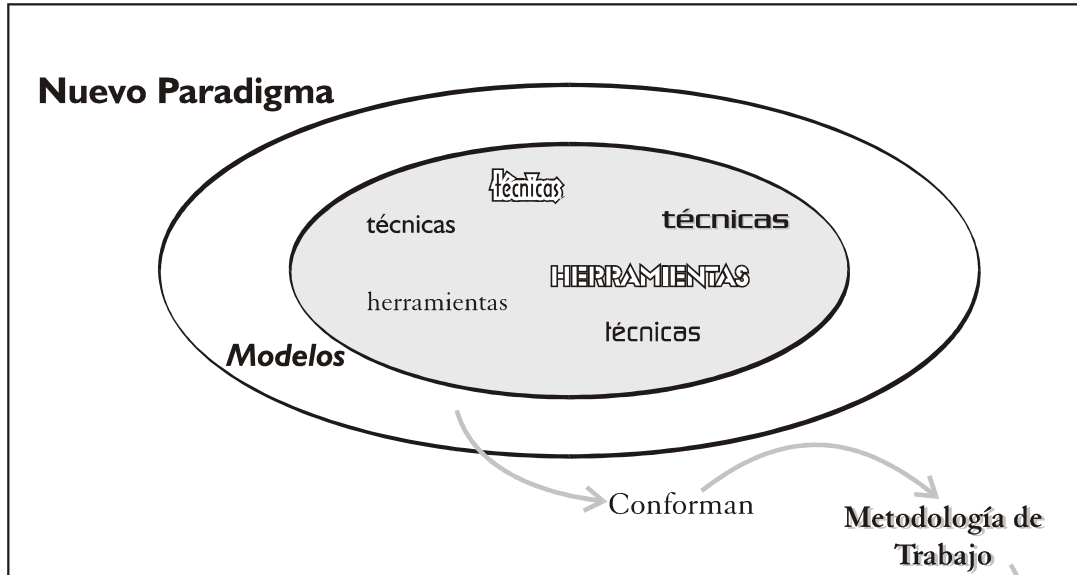 Nuevo Paradigma
técnicas
técnicas
técnicas
HERRAMIENTAS
herramientas
técnicas
Modelos
Conforman
Metodología de
Trabajo